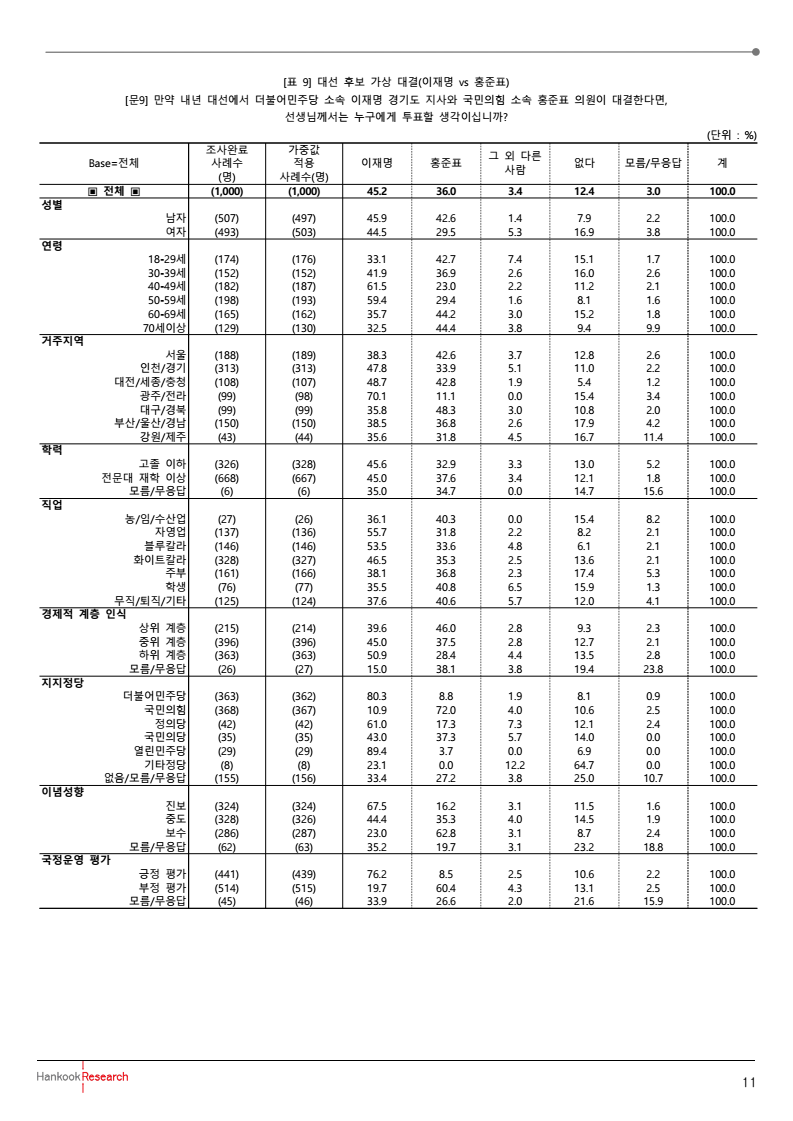 [표 9] 대선 후보 가상 대결(이재명 vs 홍준표)
[문9] 만약 내년 대선에서 더불어민주당 소속 이재명 경기도 지사와 국민의힘 소속 홍준표 의원이 대결한다면,
선생님께서는 누구에게 투표할 생각이십니까?
(단위 : %)
Base=전체 조사완료 사례수 (명) 가중값 적용 사례수(명) 이재명 홍준표 그 외 다른 사람 없다 모름/무응답 계
▣ 전체 ▣ (1,000) (1,000) 45.2 36.0 3.4 12.4 3.0 100.0
성별
남자 (507) (497) 45.9 42.6 1.4 7.9 2.2 100.0
여자 (493) (503) 44.5 29.5 5.3 16.9 3.8 100.0
연령
18-29세 (174) (176) 33.1 42.7 7.4 15.1 1.7 100.0
30-39세 (152) (152) 41.9 36.9 2.6 16.0 2.6 100.0
40-49세 (182) (187) 61.5 23.0 2.2 11.2 2.1 100.0
50-59세 (198) (193) 59.4 29.4 1.6 8.1 1.6 100.0
60-69세 (165) (162) 35.7 44.2 3.0 15.2 1.8 100.0
70세이상 (129) (130) 32.5 44.4 3.8 9.4 9.9 100.0
거주지역
서울 (188) (189) 38.3 42.6 3.7 12.8 2.6 100.0
인천/경기 (313) (313) 47.8 33.9 5.1 11.0 2.2 100.0
대전/세종/충청 (108) (107) 48.7 42.8 1.9 5.4 1.2 100.0
광주/전라 (99) (98) 70.1 11.1 0.0 15.4 3.4 100.0
대구/경북 (99) (99) 35.8 48.3 3.0 10.8 2.0 100.0
부산/울산/경남 (150) (150) 38.5 36.8 2.6 17.9 4.2 100.0
강원/제주 (43) (44) 35.6 31.8 4.5 16.7 11.4 100.0
학력
고졸 이하 (326) (328) 45.6 32.9 3.3 13.0 5.2 100.0
전문대 재학 이상 (668) (667) 45.0 37.6 3.4 12.1 1.8 100.0
모름/무응답 (6) (6) 35.0 34.7 0.0 14.7 15.6 100.0
직업
농/임/수산업 (27) (26) 36.1 40.3 0.0 15.4 8.2 100.0
자영업 (137) (136) 55.7 31.8 2.2 8.2 2.1 100.0
블루칼라 (146) (146) 53.5 33.6 4.8 6.1 2.1 100.0
화이트칼라 (328) (327) 46.5 35.3 2.5 13.6 2.1 100.0
주부 (161) (166) 38.1 36.8 2.3 17.4 5.3 100.0
학생 (76) (77) 35.5 40.8 6.5 15.9 1.3 100.0
무직/퇴직/기타 (125) (124) 37.6 40.6 5.7 12.0 4.1 100.0
경제적 계층 인식
상위 계층 (215) (214) 39.6 46.0 2.8 9.3 2.3 100.0
중위 계층 (396) (396) 45.0 37.5 2.8 12.7 2.1 100.0
하위 계층 (363) (363) 50.9 28.4 4.4 13.5 2.8 100.0
모름/무응답 (26) (27) 15.0 38.1 3.8 19.4 23.8 100.0
지지정당
더불어민주당 (363) (362) 80.3 8.8 1.9 8.1 0.9 100.0
국민의힘 (368) (367) 10.9 72.0 4.0 10.6 2.5 100.0
정의당 (42) (42) 61.0 17.3 7.3 12.1 2.4 100.0
국민의당 (35) (35) 43.0 37.3 5.7 14.0 0.0 100.0
열린민주당 (29) (29) 89.4 3.7 0.0 6.9 0.0 100.0
기타정당 (8) (8) 23.1 0.0 12.2 64.7 0.0 100.0
없음/모름/무응답 (155) (156) 33.4 27.2 3.8 25.0 10.7 100.0
이념성향
진보 (324) (324) 67.5 16.2 3.1 11.5 1.6 100.0
중도 (328) (326) 44.4 35.3 4.0 14.5 1.9 100.0
보수 (286) (287) 23.0 62.8 3.1 8.7 2.4 100.0
모름/무응답 (62) (63) 35.2 19.7 3.1 23.2 18.8 100.0
국정운영 평가
긍정 평가 (441) (439) 76.2 8.5 2.5 10.6 2.2 100.0
부정 평가 (514) (515) 19.7 60.4 4.3 13.1 2.5 100.0
모름/무응답 (45) (46) 33.9 26.6 2.0 21.6 15.9 100.0
Hankook Research
11